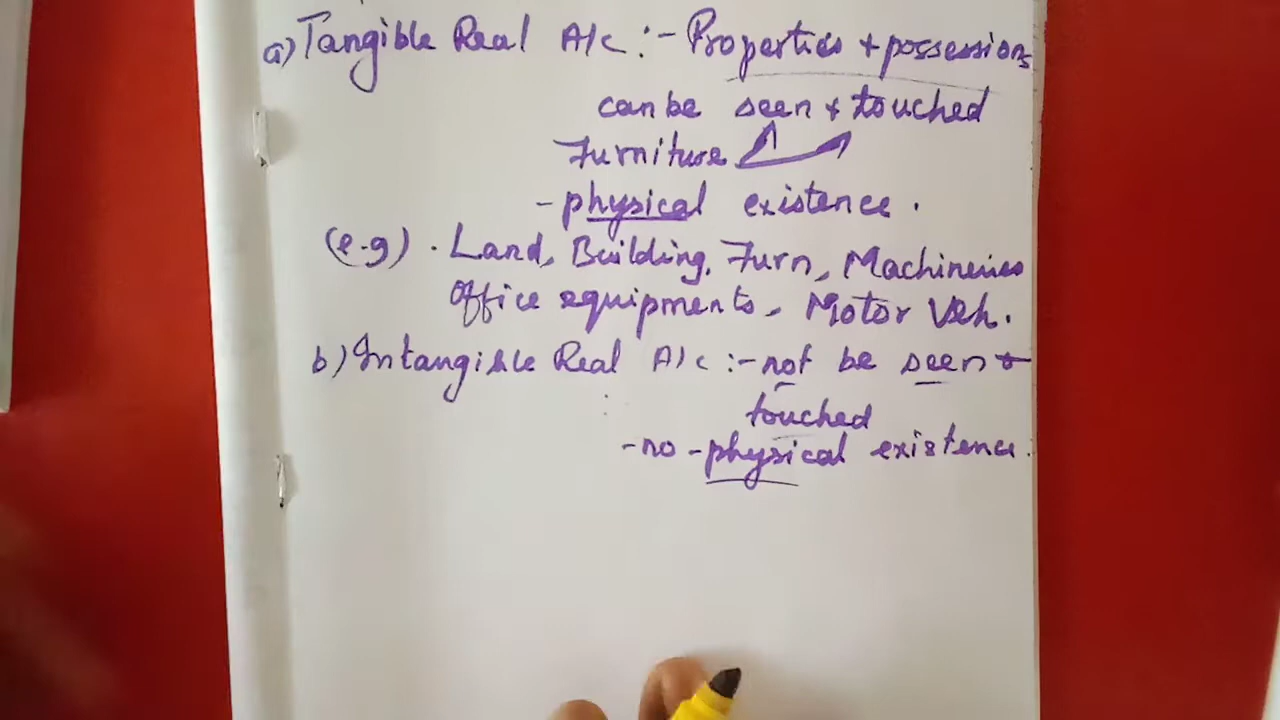 a) Tangible Real A/c :- Properties + possessions
can be seen + touched
Furniture
- physical existence.
(e.g) . Land, Building, Furn, Machineries
Office equipments, Motor Veh.
b) Intangible Real A/c :- not be seen +
touched
- no - physical existence.